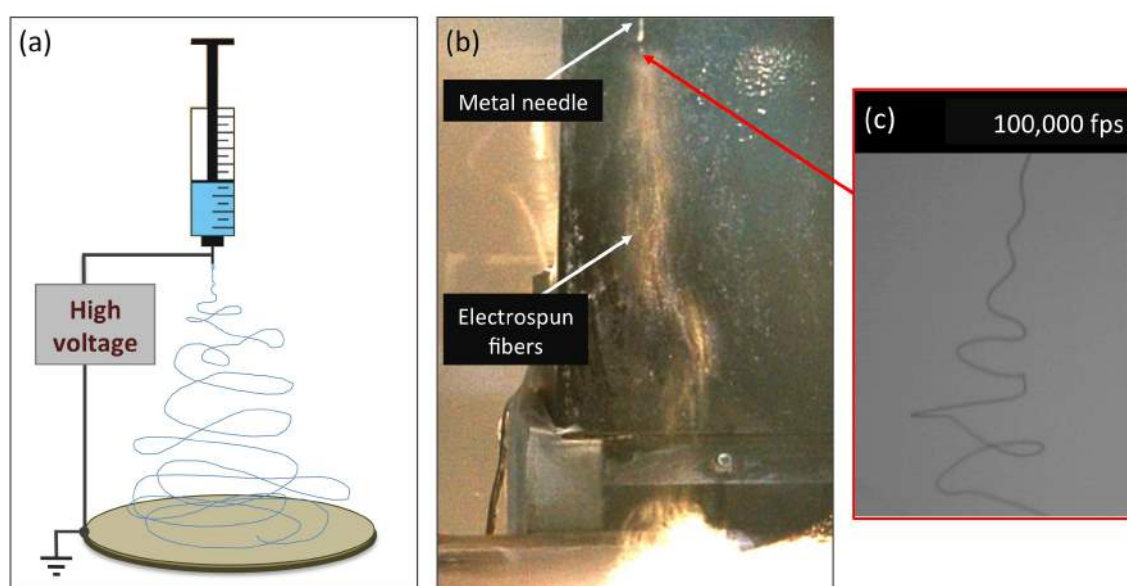 (a)
High
voltage
(b)
Metal needle
Electrospun
fibers
(c)
100,000 fps